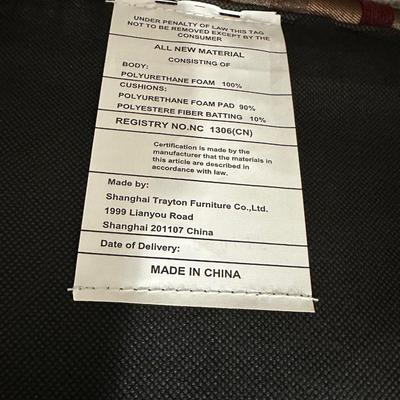 UNDER PENALTY OF LAW THIS TAG
NOT TO BE REMOVED EXCEPT BY THE
CONSUMER
ALL NEW MATERIAL
CONSISTING OF
BODY:
POLYURETHANE FOAM 100%
CUSHIONS:
POLYURETHANE FOAM PAD 90%
POLYESTERE FIBER BATTING 10%
REGISTRY NO.NC 1306(CN)
Certification is made by the
manufacturer that the materials in
this article are described in
accordance with law.
Made by:
Shanghai Trayton Furniture Co.,Ltd.
1999 Lianyou Road
Shanghai 201107 China
Date of Delivery:
MADE IN CHINA